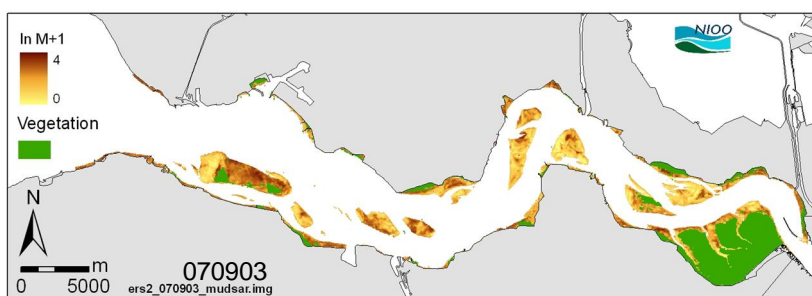 ln M+1
4
0
Vegetation
N
m
0 5000
070903
ers2_070903_mudsar.img
NIOO